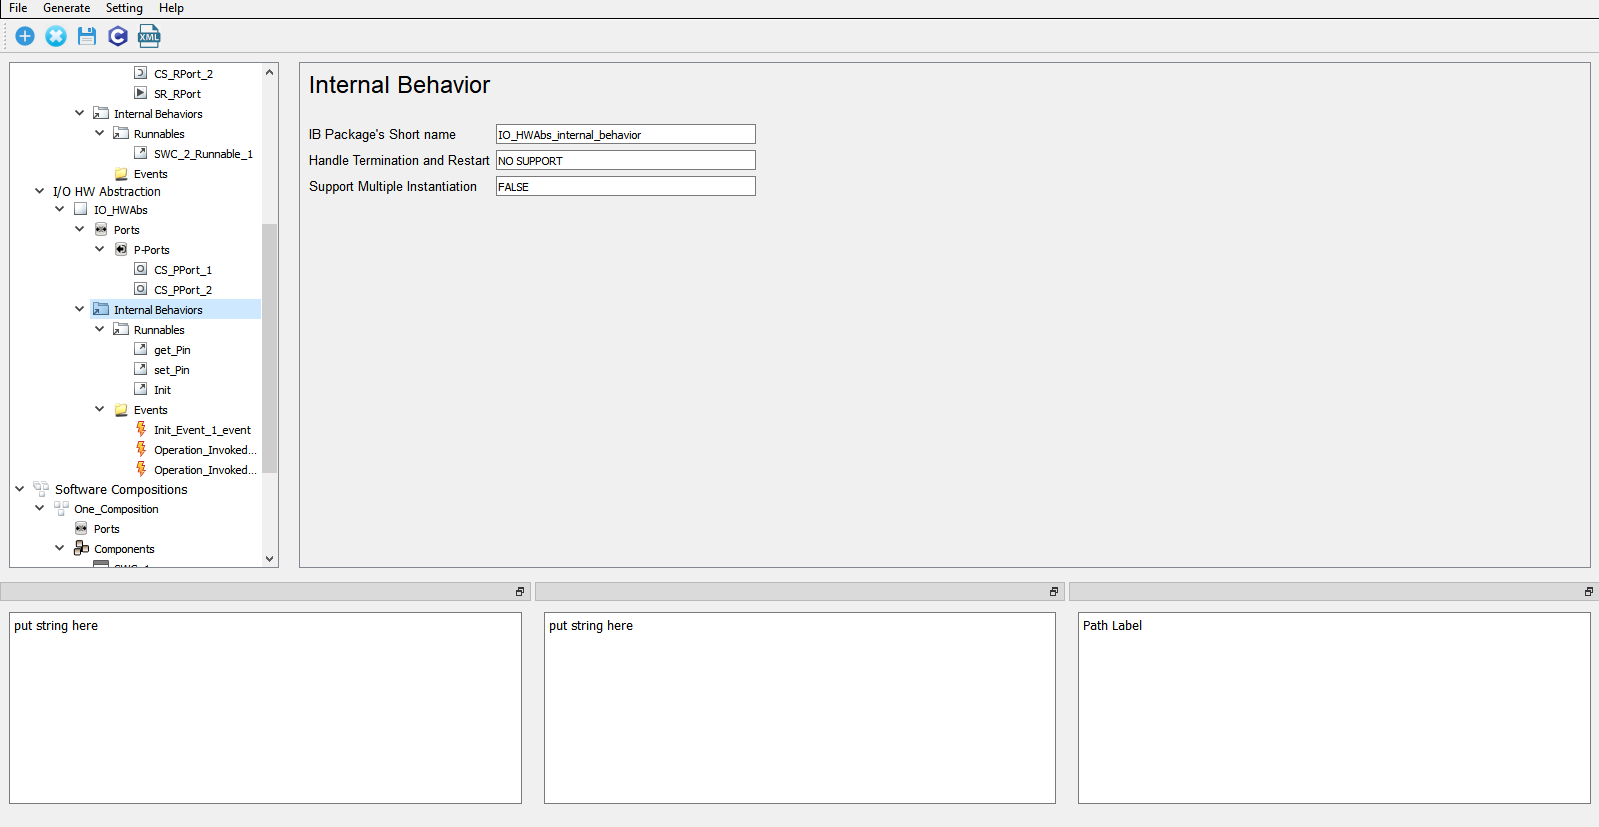 File Generate Setting Help
XML
CS_RPort_2
SR_RPort
Internal Behaviors
Runnables
SWC_2_Runnable_1
Events
I/O HW Abstraction
IO_HWAbs
Ports
P-Ports
CS_PPort_1
CS_PPort_2
Internal Behaviors
Runnables
get_Pin
set_Pin
Init
Events
Init_Event_1_event
Operation_Invoked...
Operation_Invoked...
Software Compositions
One_Composition
Ports
Components
Internal Behavior
IB Package's Short name IO_HWAbs_internal_behavior
Handle Termination and Restart NO SUPPORT
Support Multiple Instantiation FALSE
put string here
put string here
Path Label